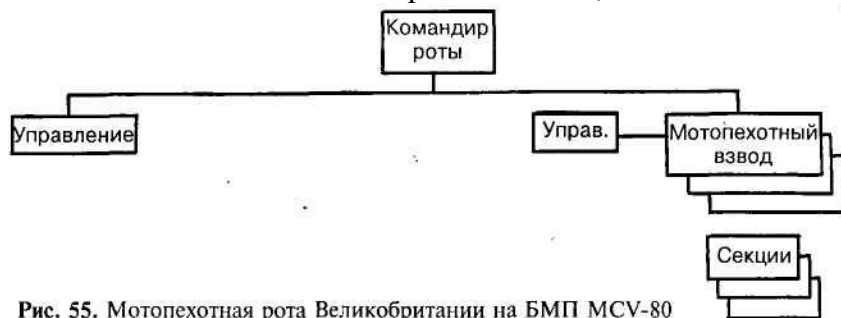 Командир
роты
Управление
Управ.
Мотопехотный
взвод
Секции
Рис. 55. Мотопехотная рота Великобритании на БМП MCV-80